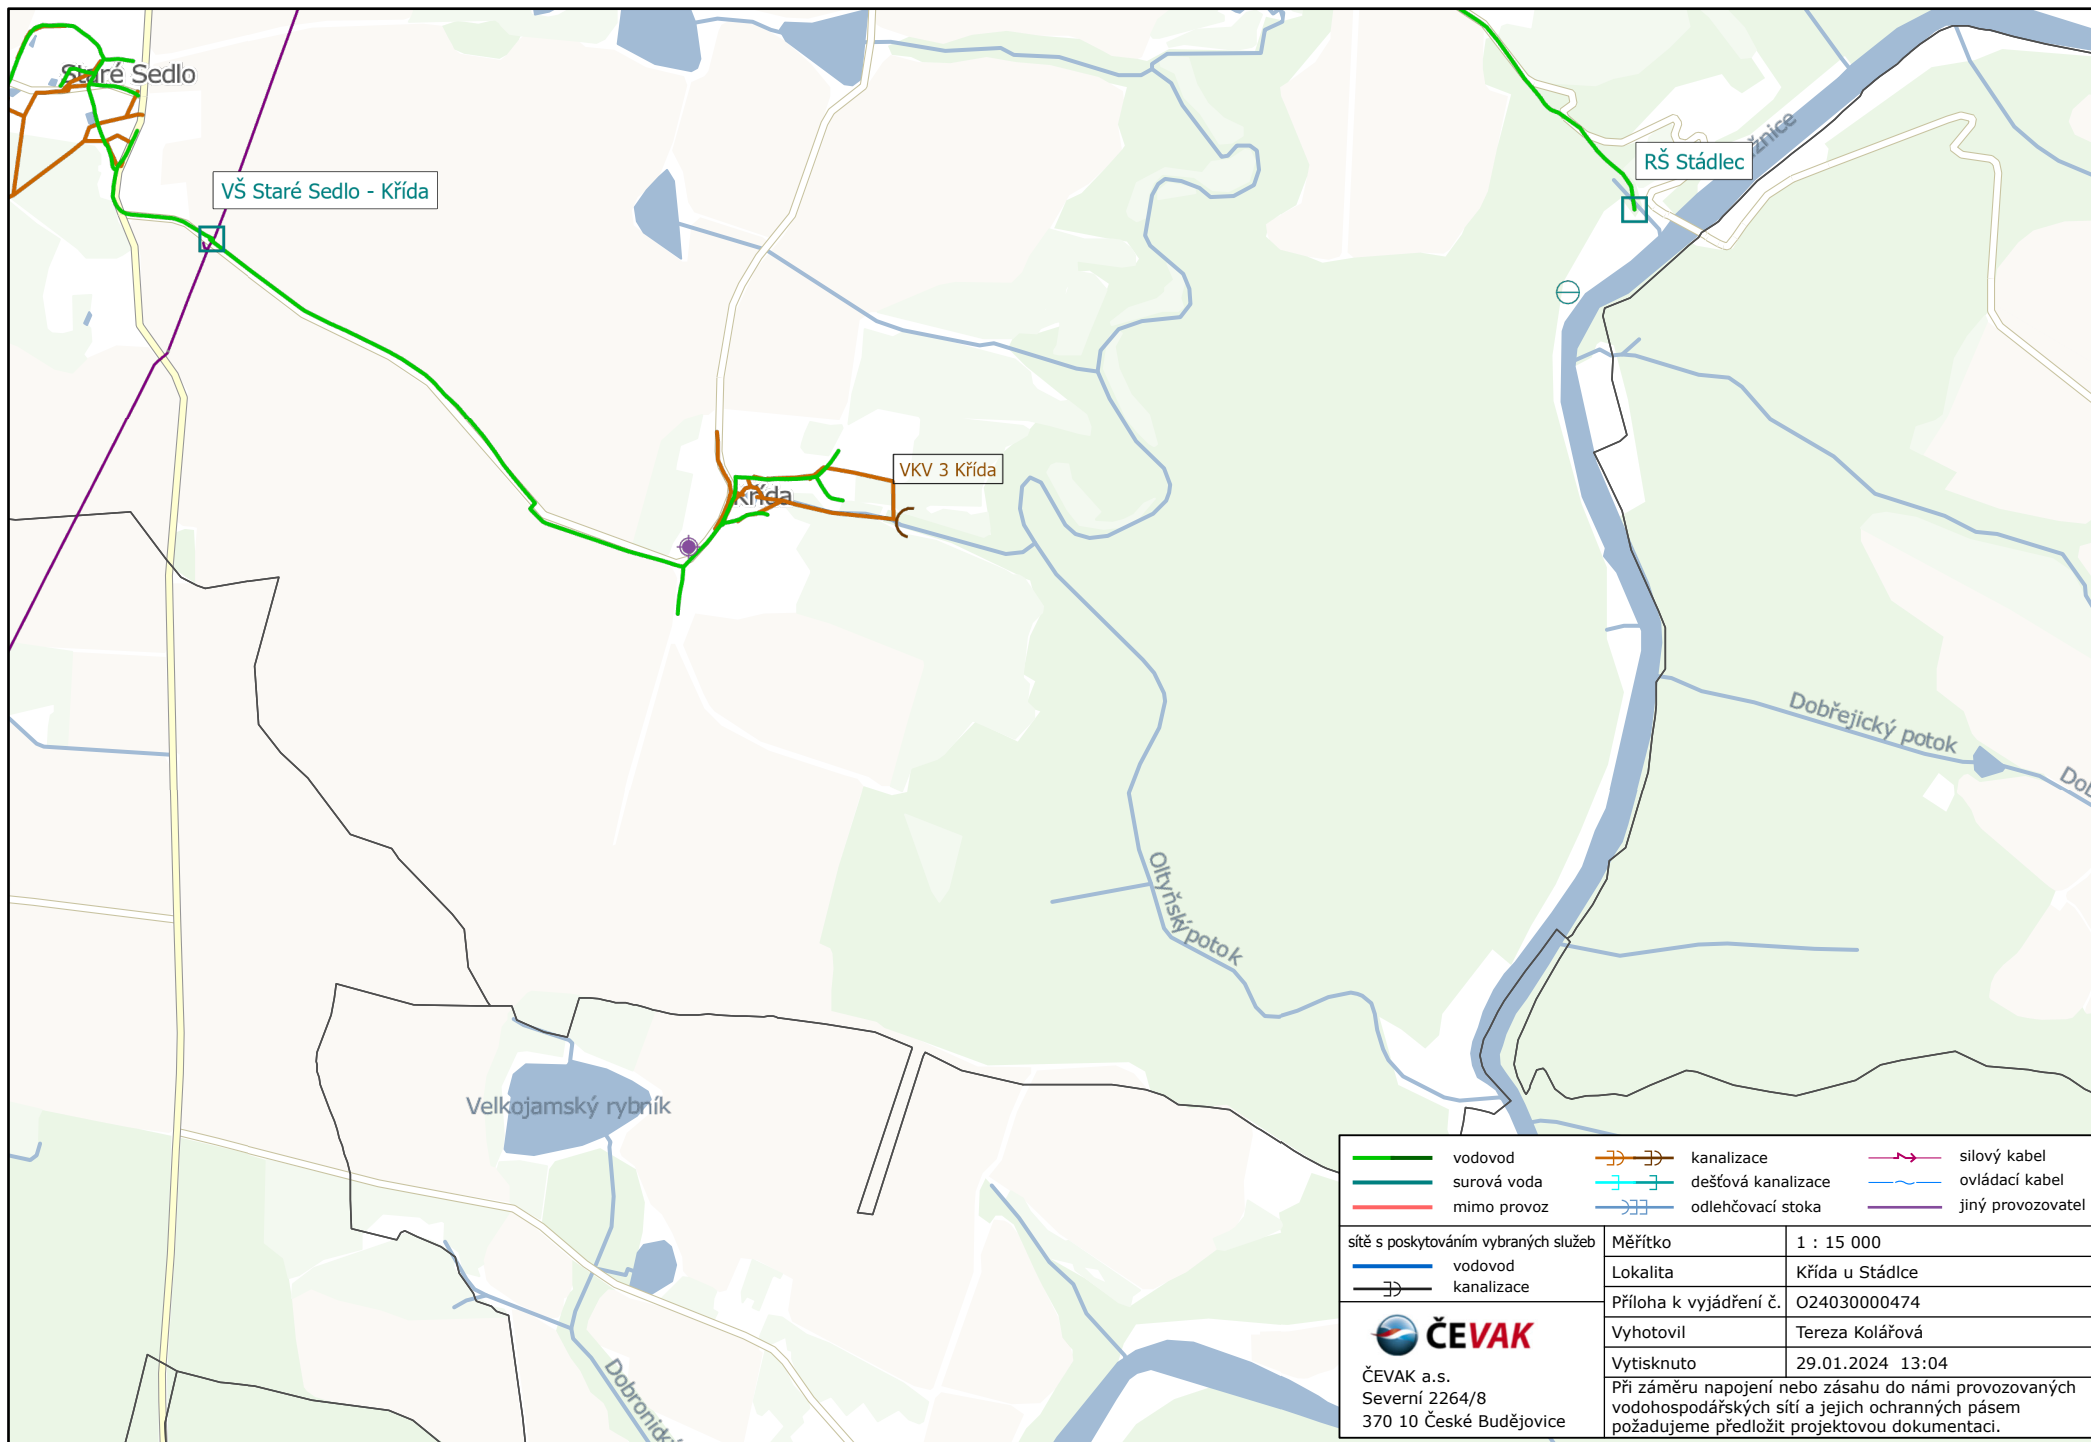 Staré Sedlo
VŠ Staré Sedlo - Křída
RŠ Stádlec
VKV 3 Křída
Křída
Dobřejický potok
Oltyňský potok
Velkojamský rybník
vodovod
surová voda
mimo provoz
kanalizace
dešťová kanalizace
odlehčovací stoka
silový kabel
ovládací kabel
jiný provozovatel
sítě s poskytováním vybraných služeb
vodovod
kanalizace
Měřítko 1 : 15 000
Lokalita Křída u Stádlce
Příloha k vyjádření č. O24030000474
Vyhotovil Tereza Kolářová
Vytisknuto 29.01.2024 13:04
ČEVAK
ČEVAK a.s.
Severní 2264/8
370 10 České Budějovice
Při záměru napojení nebo zásahu do námi provozovaných
vodohospodářských sítí a jejich ochranných pásem
požadujeme předložit projektovou dokumentaci.